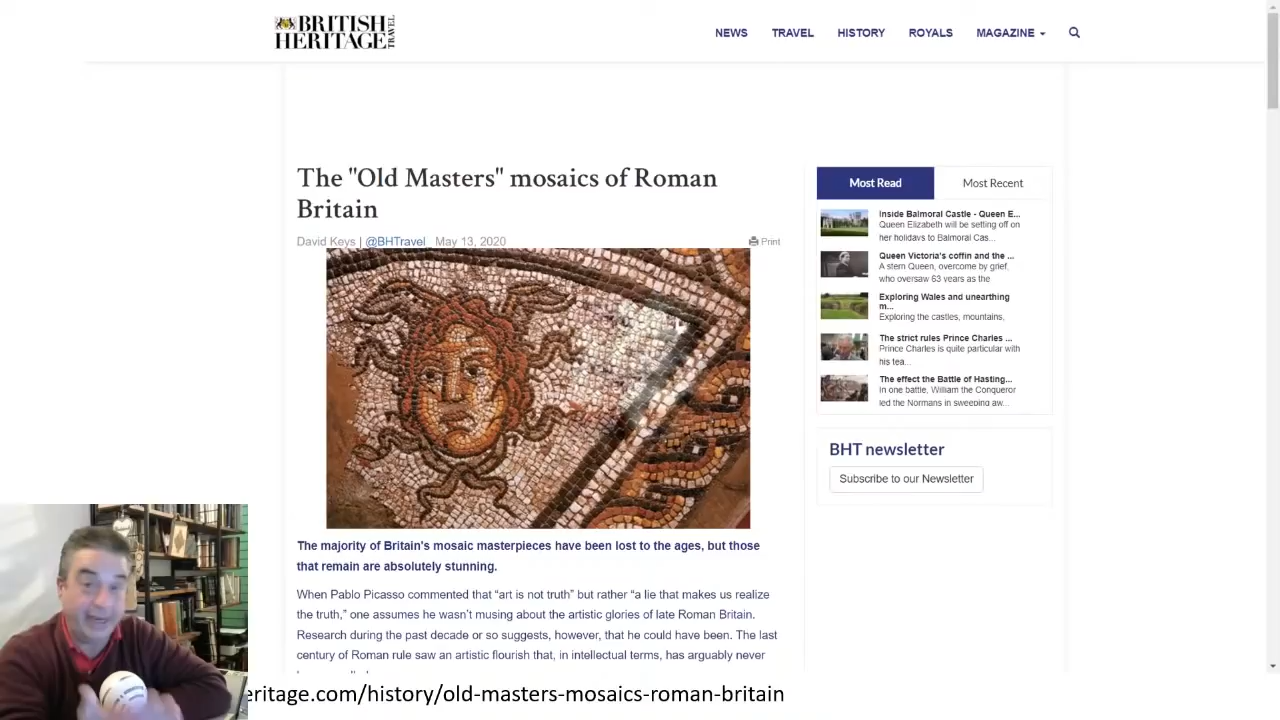 BRITISH
HERITAGE
TRAVEL
NEWS
TRAVEL
HISTORY
ROYALS
MAGAZINE
The "Old Masters" mosaics of Roman
Britain
David Keys | @BHTravel May 13, 2020
Print
The majority of Britain's mosaic masterpieces have been lost to the ages, but those
that remain are absolutely stunning.
When Pablo Picasso commented that “art is not truth” but rather “a lie that makes us realize
the truth,” one assumes he wasn’t musing about the artistic glories of late Roman Britain.
Research during the past decade or so suggests, however, that he could have been. The last
century of Roman rule saw an artistic flourish that, in intellectual terms, has arguably never
Most Read
Most Recent
Inside Balmoral Castle - Queen E...
Queen Elizabeth will be setting off on
her holidays to Balmoral Cas...
Queen Victoria's coffin and the ...
A stern Queen, overcome by grief,
who oversaw 63 years as the
Exploring Wales and unearthing
m...
Exploring the castles, mountains,
The strict rules Prince Charles ...
Prince Charles is quite particular with
his tea...
The effect the Battle of Hasting...
In one battle, William the Conqueror
led the Normans in sweeping aw...
BHT newsletter
Subscribe to our Newsletter
eritage.com/history/old-masters-mosaics-roman-britain